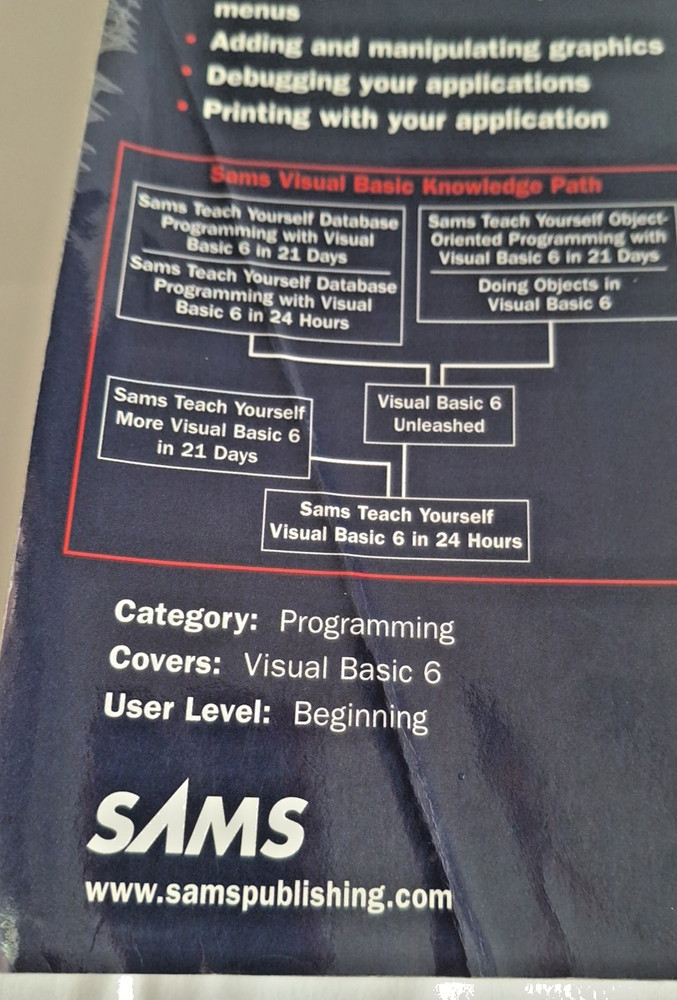 menus
• Adding and manipulating graphics
• Debugging your applications
• Printing with your application
Sams Visual Basic Knowledge Path
Sams Teach Yourself Database
Programming with Visual
Basic 6 in 21 Days
Sams Teach Yourself Database
Programming with Visual
Basic 6 in 24 Hours
Sams Teach Yourself Object-
Oriented Programming with
Visual Basic 6 in 21 Days
Doing Objects in
Visual Basic 6
Sams Teach Yourself
More Visual Basic 6
in 21 Days
Visual Basic 6
Unleashed
Sams Teach Yourself
Visual Basic 6 in 24 Hours
Category: Programming
Covers: Visual Basic 6
User Level: Beginning
SAMS
www.samspublishing.com